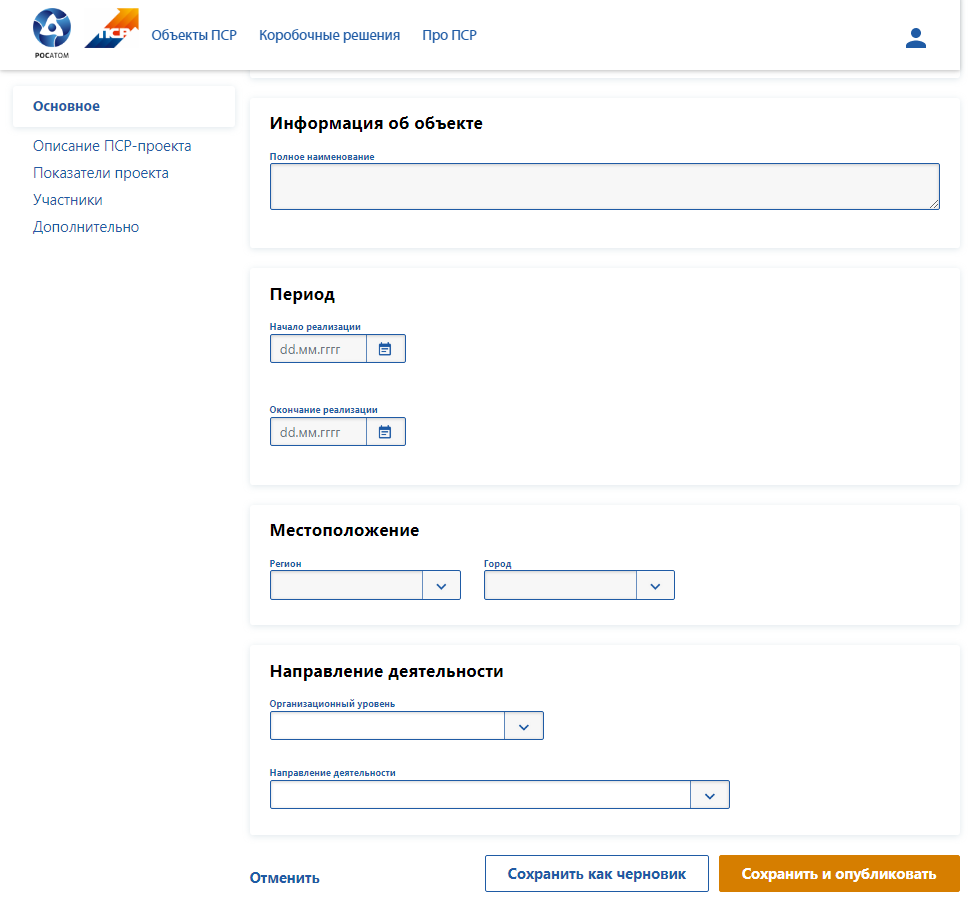 РОСАТОМ
ПСР
Объекты ПСР
Коробочные решения
Про ПСР
Основное
Описание ПСР-проекта
Показатели проекта
Участники
Дополнительно
Информация об объекте
Полное наименование
Период
Начало реализации
dd.мм.гггг
Окончание реализации
dd.мм.гггг
Местоположение
Регион
Город
Направление деятельности
Организационный уровень
Направление деятельности
Отменить
Сохранить как черновик
Сохранить и опубликовать